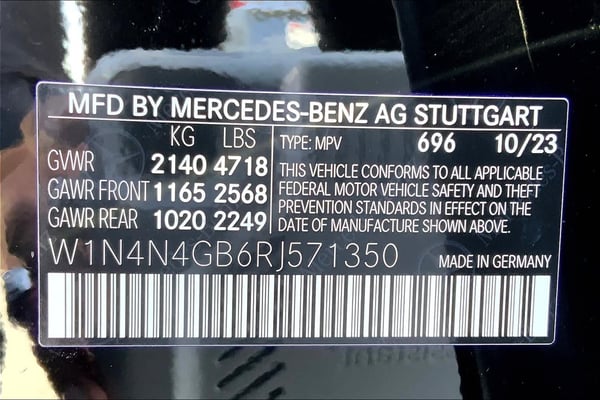 MFD BY MERCEDES-BENZ AG STUTTGART
KG LBS
GVWR 2140 4718
GAWR FRONT 1165 2568
GAWR REAR 1020 2249
TYPE: MPV 696 10/23
THIS VEHICLE CONFORMS TO ALL APPLICABLE
FEDERAL MOTOR VEHICLE SAFETY AND THEFT
PREVENTION STANDARDS IN EFFECT ON THE
DATE OF MANUFACTURE SHOWN ABOVE.
W1N4N4GB6RJ571350 MADE IN GERMANY